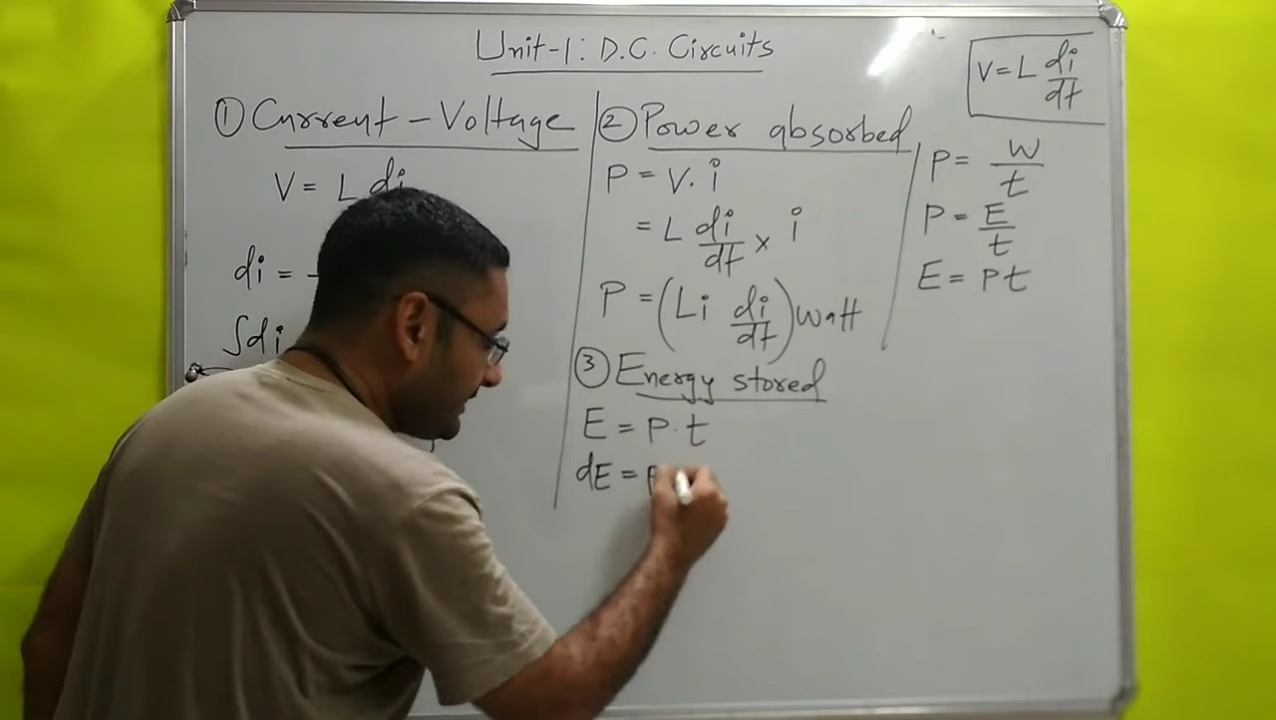 Unit-1: D.C. Circuits
V = L di/dt
① Current - Voltage
V = L di
di =
∫di
② Power absorbed
P = V. i
= L di/dt × i
P = (Li di/dt) Watt
③ Energy stored
E = P.t
dE = P
P = W/t
P = E/t
E = Pt